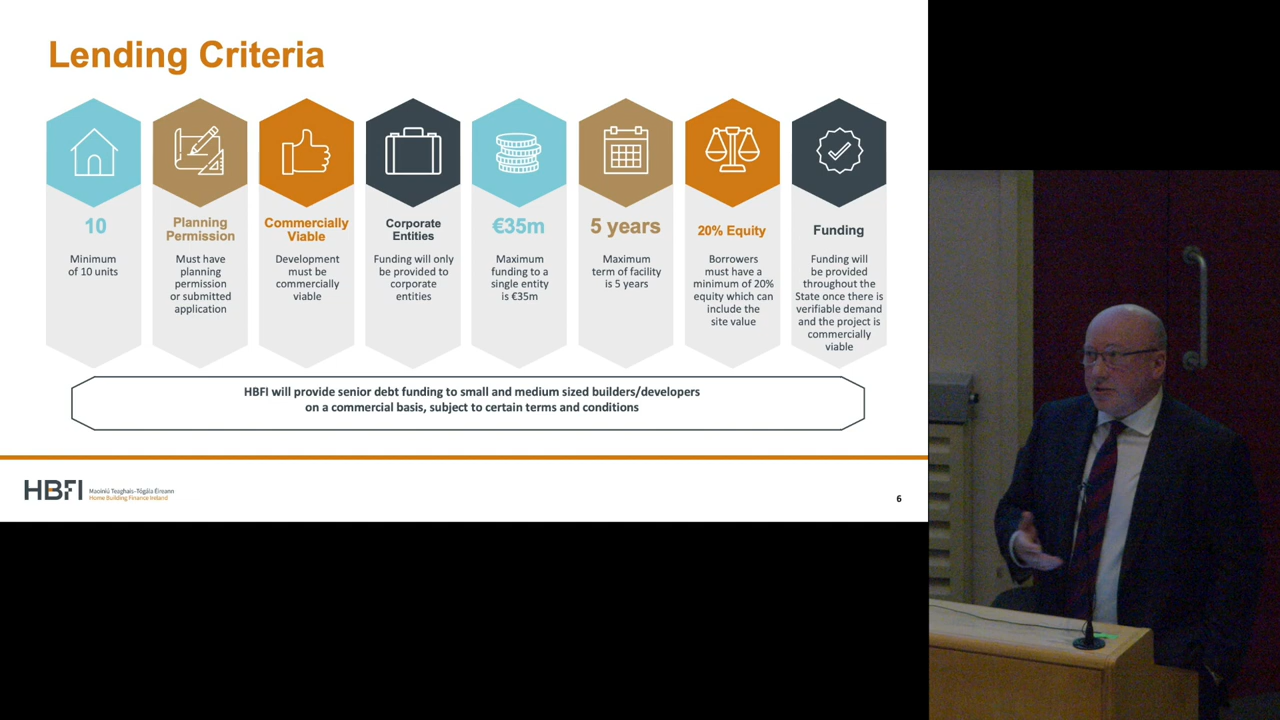 Lending Criteria
10
Minimum
of 10 units
Planning
Permission
Must have
planning
permission
or submitted
application
Commercially
Viable
Development
must be
commercially
viable
Corporate
Entities
Funding will only
be provided to
corporate
entities
€35m
Maximum
funding to a
single entity
is €35m
5 years
Maximum
term of facility
is 5 years
20% Equity
Borrowers
must have a
minimum of 20%
equity which can
include the
site value
Funding
Funding will
be provided
throughout the
State once there is
verifiable demand
and the project is
commercially
viable
HBFI will provide senior debt funding to small and medium sized builders/developers
on a commercial basis, subject to certain terms and conditions
HBFI
Maoiniú Teaghais-Tógála Éireann
Home Building Finance Ireland
6